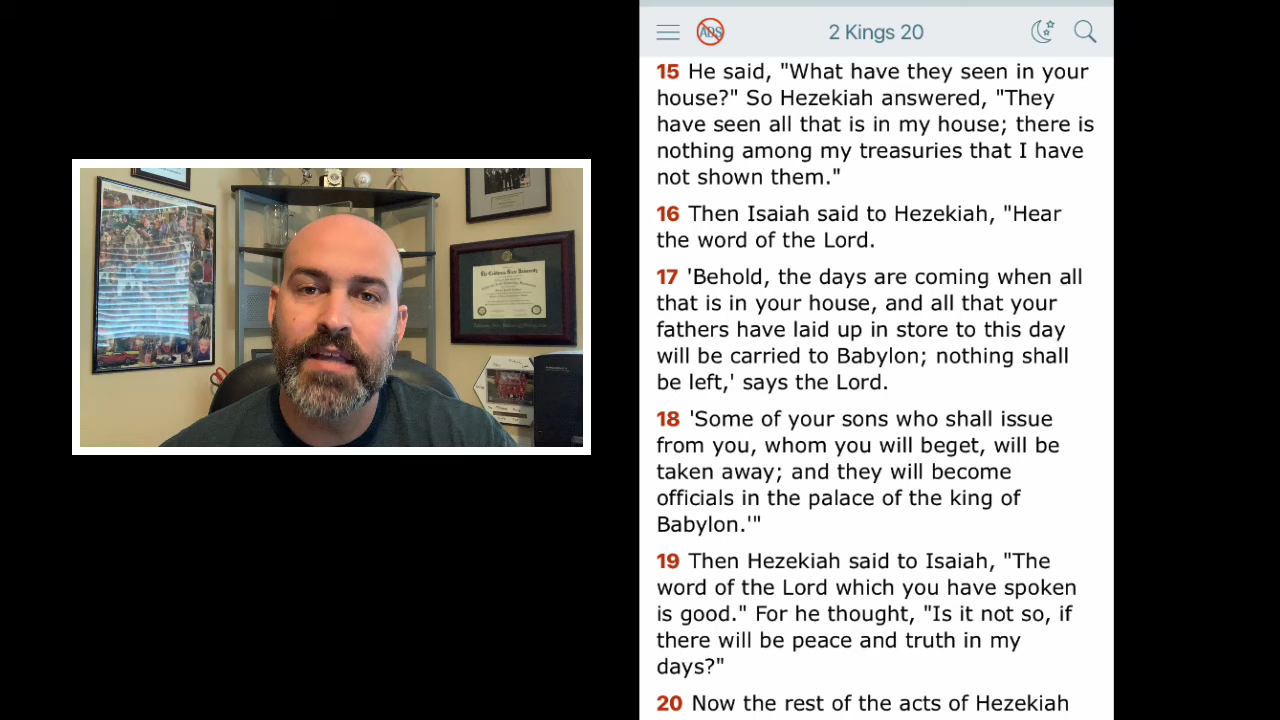 ADS
2 Kings 20
15 He said, "What have they seen in your
house?" So Hezekiah answered, "They
have seen all that is in my house; there is
nothing among my treasuries that I have
not shown them."
16 Then Isaiah said to Hezekiah, "Hear
the word of the Lord.
17 'Behold, the days are coming when all
that is in your house, and all that your
fathers have laid up in store to this day
will be carried to Babylon; nothing shall
be left,' says the Lord.
18 'Some of your sons who shall issue
from you, whom you will beget, will be
taken away; and they will become
officials in the palace of the king of
Babylon.'"
19 Then Hezekiah said to Isaiah, "The
word of the Lord which you have spoken
is good." For he thought, "Is it not so, if
there will be peace and truth in my
days?"
20 Now the rest of the acts of Hezekiah
The California State University